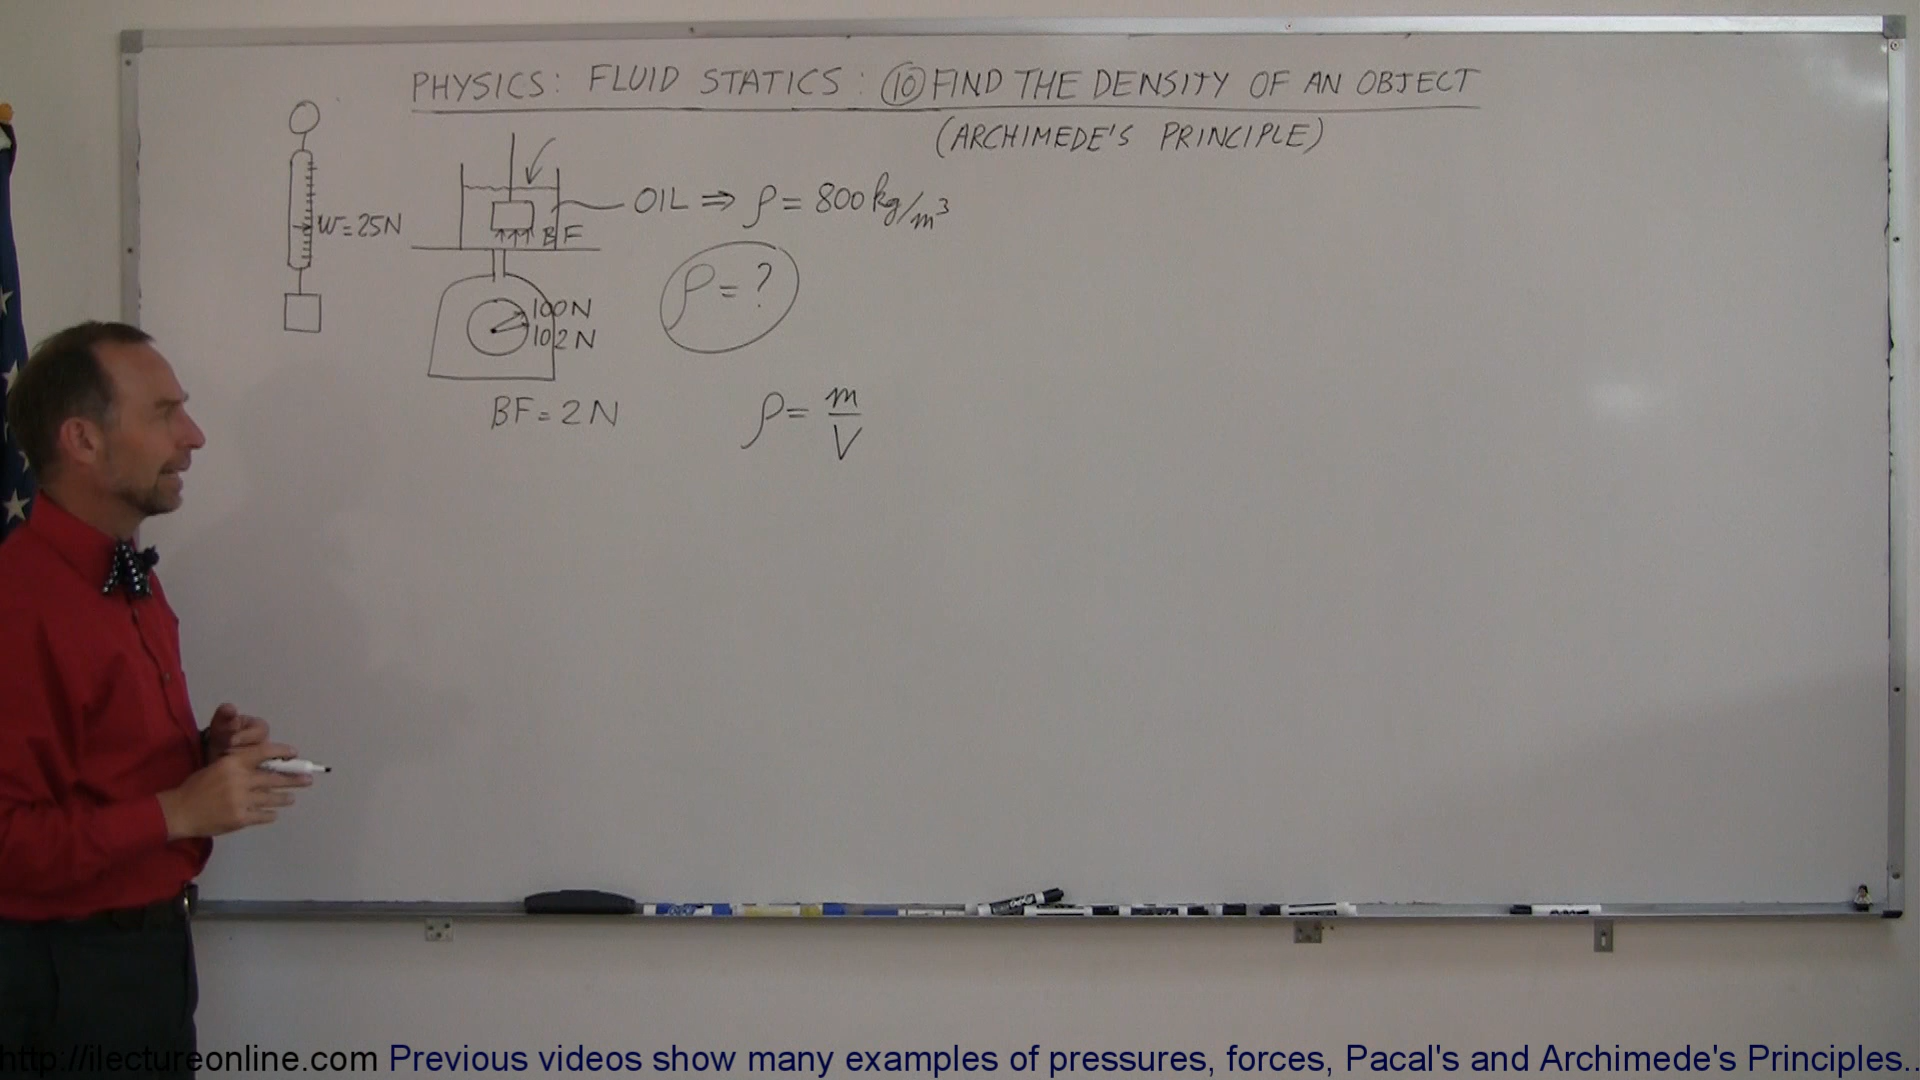 PHYSICS: FLUID STATICS: ⑩ FIND THE DENSITY OF AN OBJECT
(ARCHIMEDE'S PRINCIPLE)
OIL ⇒ ρ = 800 kg/m³
W = 25N
BF
ρ = ?
100N
102N
BF = 2N
ρ = m/V
http://ilectureonline.com Previous videos show many examples of pressures, forces, Pacal's and Archimede's Principles..